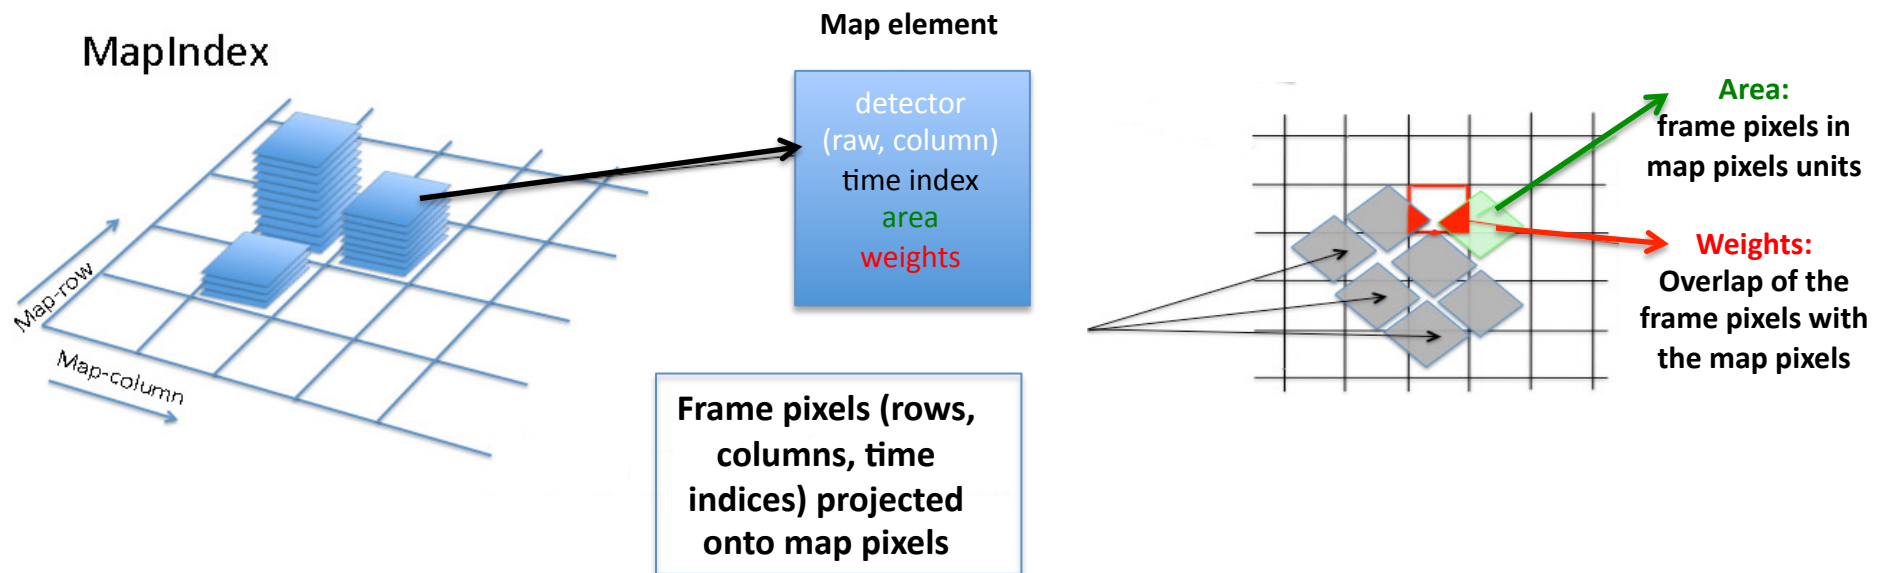 MapIndex
Map-row
Map-column
Map element
detector
(raw, column)
time index
area
weights
Frame pixels (rows,
columns, time
indices) projected
onto map pixels
Area:
frame pixels in
map pixels units
Weights:
Overlap of the
frame pixels with
the map pixels